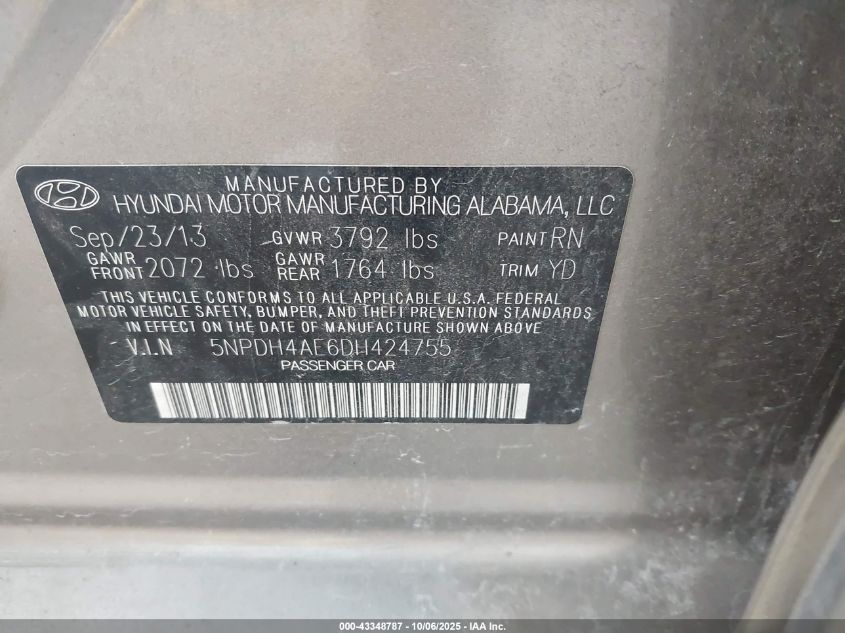 MANUFACTURED BY
HYUNDAI MOTOR MANUFACTURING ALABAMA, LLC
Sep/23/13 GVWR 3792 lbs PAINT RN
GAWR FRONT 2072 lbs GAWR REAR 1764 lbs TRIM YD
THIS VEHICLE CONFORMS TO ALL APPLICABLE U.S.A. FEDERAL
MOTOR VEHICLE SAFETY, BUMPER, AND THEFT PREVENTION STANDARDS
IN EFFECT ON THE DATE OF MANUFACTURE SHOWN ABOVE
V.I.N 5NPDH4AE6DH424755
PASSENGER CAR
000-43348787 - 10/06/2025 - IAA Inc.